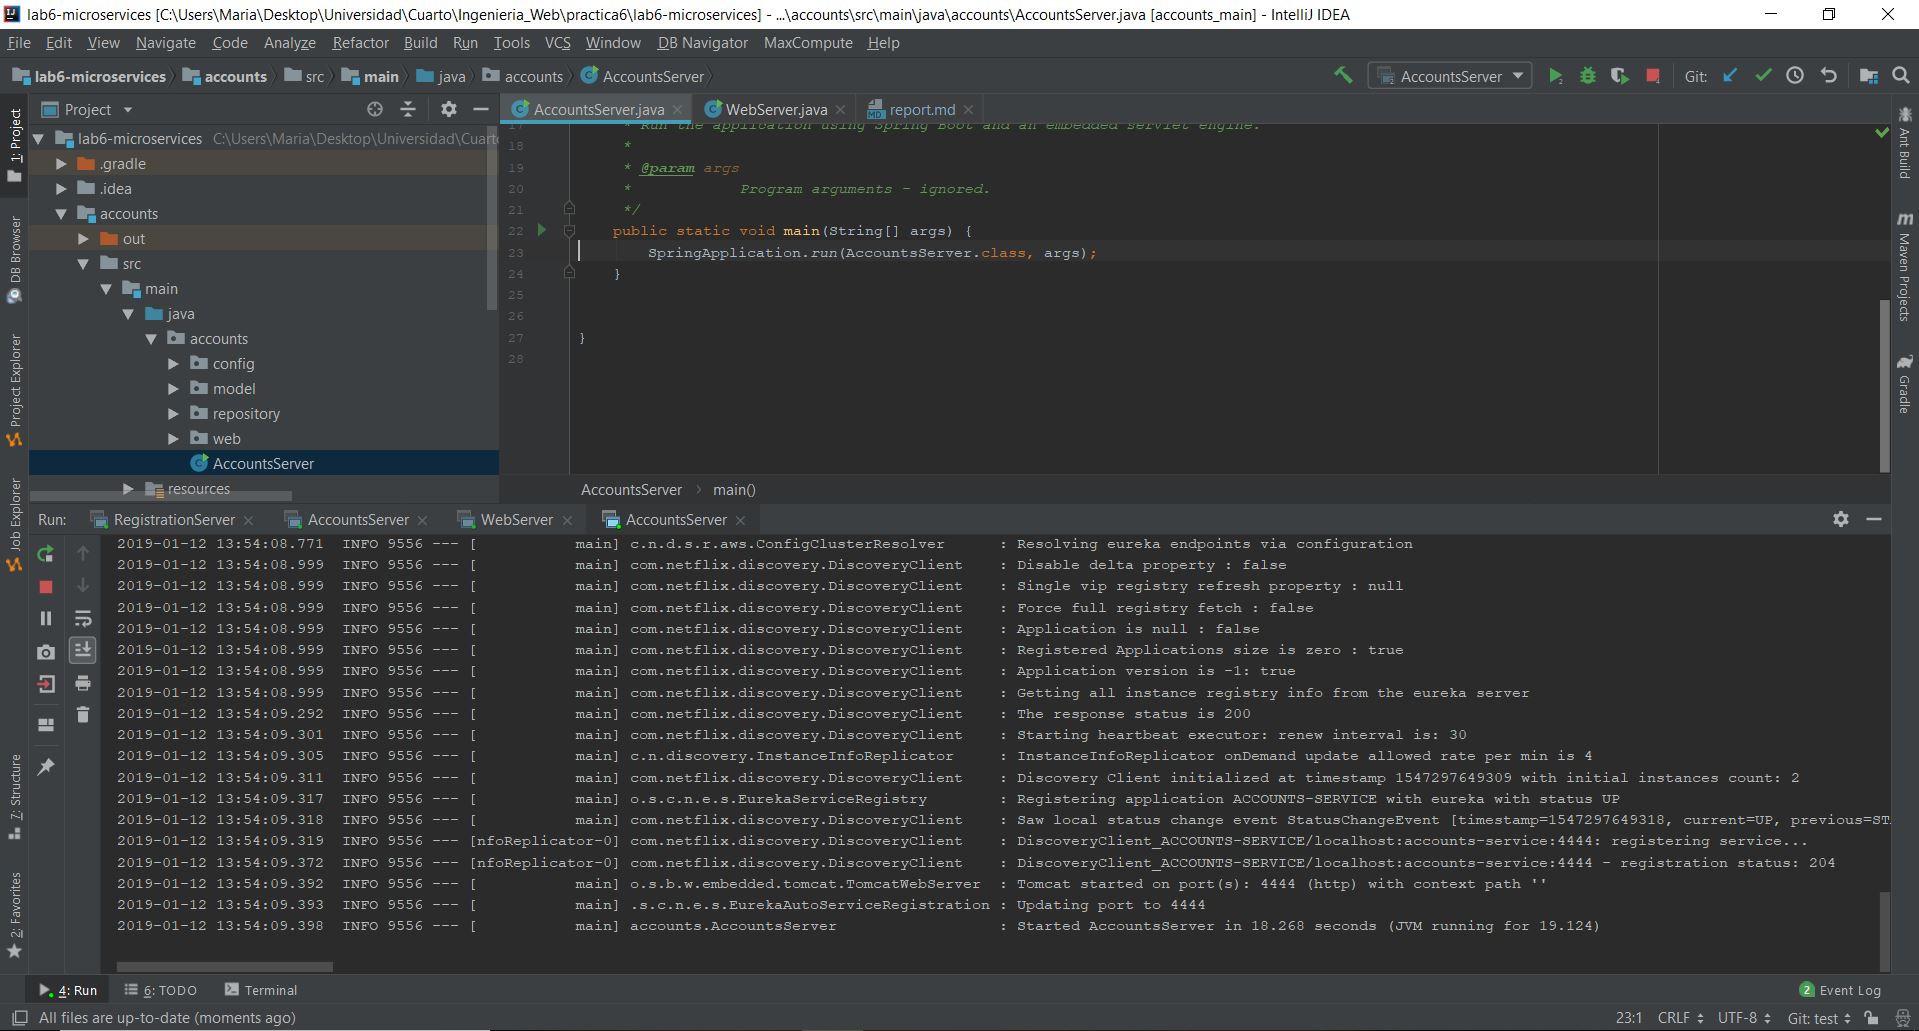 lab6-microservices [C:\Users\Maria\Desktop\Universidad\Cuarto\Ingenieria_Web\practica6\lab6-microservices] - ...\accounts\src\main\java\accounts\AccountsServer.java [accounts_main] - IntelliJ IDEA
File Edit View Navigate Code Analyze Refactor Build Run Tools VCS Window DB Navigator MaxCompute Help
lab6-microservices accounts src main java accounts AccountsServer AccountsServer Git:
Project AccountsServer.java WebServer.java report.md
1: Project
DB Browser
Project Explorer
Job Explorer
7: Structure
2: Favorites
lab6-microservices C:\Users\Maria\Desktop\Universidad\Cuart
.gradle
.idea
accounts
out
src
main
java
accounts
config
model
repository
web
AccountsServer
resources
17 * Run the application using Spring Boot and an embedded servlet engine.
18 *
19 * @param args
20 * Program arguments - ignored.
21 */
22 public static void main(String[] args) {
23 SpringApplication.run(AccountsServer.class, args);
24 }
25
26
27 }
28
AccountsServer > main()
Ant Build
Maven Projects
Gradle
Run: RegistrationServer AccountsServer WebServer AccountsServer
2019-01-12 13:54:08.771 INFO 9556 --- [ main] c.n.d.s.r.aws.ConfigClusterResolver : Resolving eureka endpoints via configuration
2019-01-12 13:54:08.999 INFO 9556 --- [ main] com.netflix.discovery.DiscoveryClient : Disable delta property : false
2019-01-12 13:54:08.999 INFO 9556 --- [ main] com.netflix.discovery.DiscoveryClient : Single vip registry refresh property : null
2019-01-12 13:54:08.999 INFO 9556 --- [ main] com.netflix.discovery.DiscoveryClient : Force full registry fetch : false
2019-01-12 13:54:08.999 INFO 9556 --- [ main] com.netflix.discovery.DiscoveryClient : Application is null : false
2019-01-12 13:54:08.999 INFO 9556 --- [ main] com.netflix.discovery.DiscoveryClient : Registered Applications size is zero : true
2019-01-12 13:54:08.999 INFO 9556 --- [ main] com.netflix.discovery.DiscoveryClient : Application version is -1: true
2019-01-12 13:54:08.999 INFO 9556 --- [ main] com.netflix.discovery.DiscoveryClient : Getting all instance registry info from the eureka server
2019-01-12 13:54:09.292 INFO 9556 --- [ main] com.netflix.discovery.DiscoveryClient : The response status is 200
2019-01-12 13:54:09.301 INFO 9556 --- [ main] com.netflix.discovery.DiscoveryClient : Starting heartbeat executor: renew interval is: 30
2019-01-12 13:54:09.305 INFO 9556 --- [ main] c.n.discovery.InstanceInfoReplicator : InstanceInfoReplicator onDemand update allowed rate per min is 4
2019-01-12 13:54:09.311 INFO 9556 --- [ main] com.netflix.discovery.DiscoveryClient : Discovery Client initialized at timestamp 1547297649309 with initial instances count: 2
2019-01-12 13:54:09.317 INFO 9556 --- [ main] o.s.c.n.e.s.EurekaServiceRegistry : Registering application ACCOUNTS-SERVICE with eureka with status UP
2019-01-12 13:54:09.318 INFO 9556 --- [ main] com.netflix.discovery.DiscoveryClient : Saw local status change event StatusChangeEvent [timestamp=1547297649318, current=UP, previous=ST
2019-01-12 13:54:09.319 INFO 9556 --- [nfoReplicator-0] com.netflix.discovery.DiscoveryClient : DiscoveryClient_ACCOUNTS-SERVICE/localhost:accounts-service:4444: registering service...
2019-01-12 13:54:09.372 INFO 9556 --- [nfoReplicator-0] com.netflix.discovery.DiscoveryClient : DiscoveryClient_ACCOUNTS-SERVICE/localhost:accounts-service:4444 - registration status: 204
2019-01-12 13:54:09.392 INFO 9556 --- [ main] o.s.b.w.embedded.tomcat.TomcatWebServer : Tomcat started on port(s): 4444 (http) with context path ''
2019-01-12 13:54:09.393 INFO 9556 --- [ main] .s.c.n.e.s.EurekaAutoServiceRegistration : Updating port to 4444
2019-01-12 13:54:09.398 INFO 9556 --- [ main] accounts.AccountsServer : Started AccountsServer in 18.268 seconds (JVM running for 19.124)
4: Run 6: TODO Terminal 2 Event Log
All files are up-to-date (moments ago) 23:1 CRLF UTF-8 Git: test